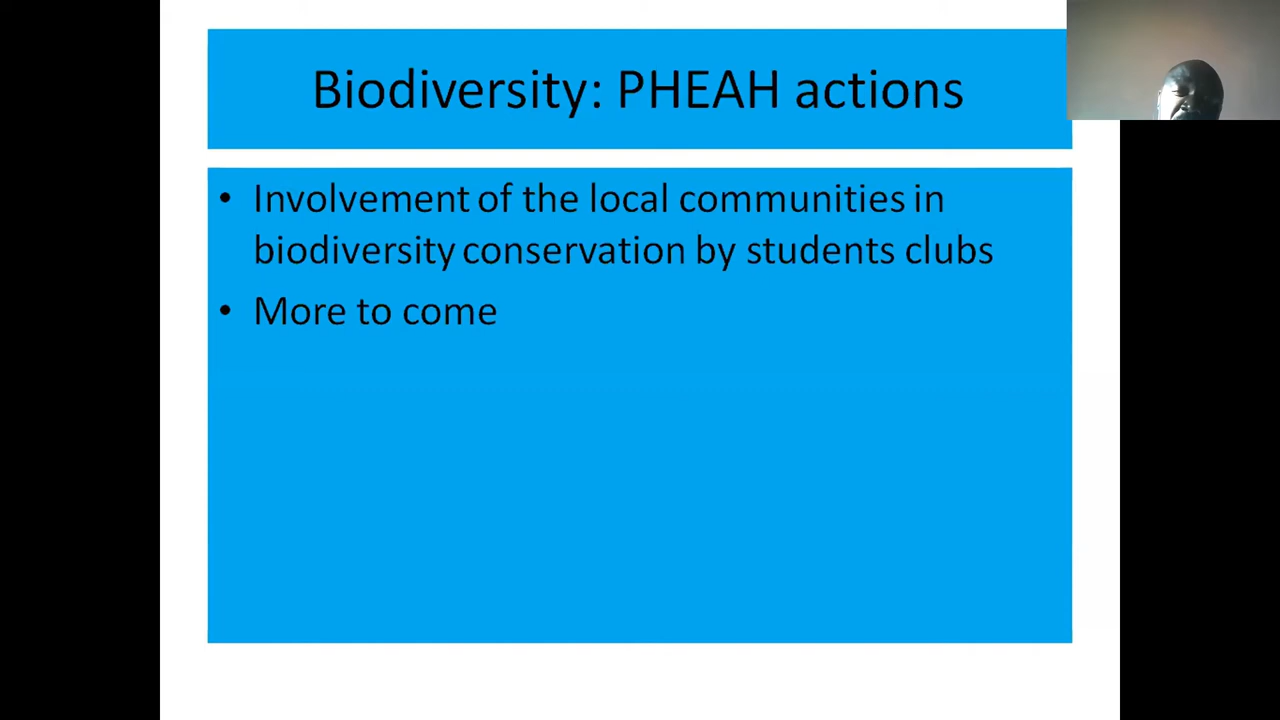 Biodiversity: PHEAH actions
• Involvement of the local communities in
biodiversity conservation by students clubs
• More to come